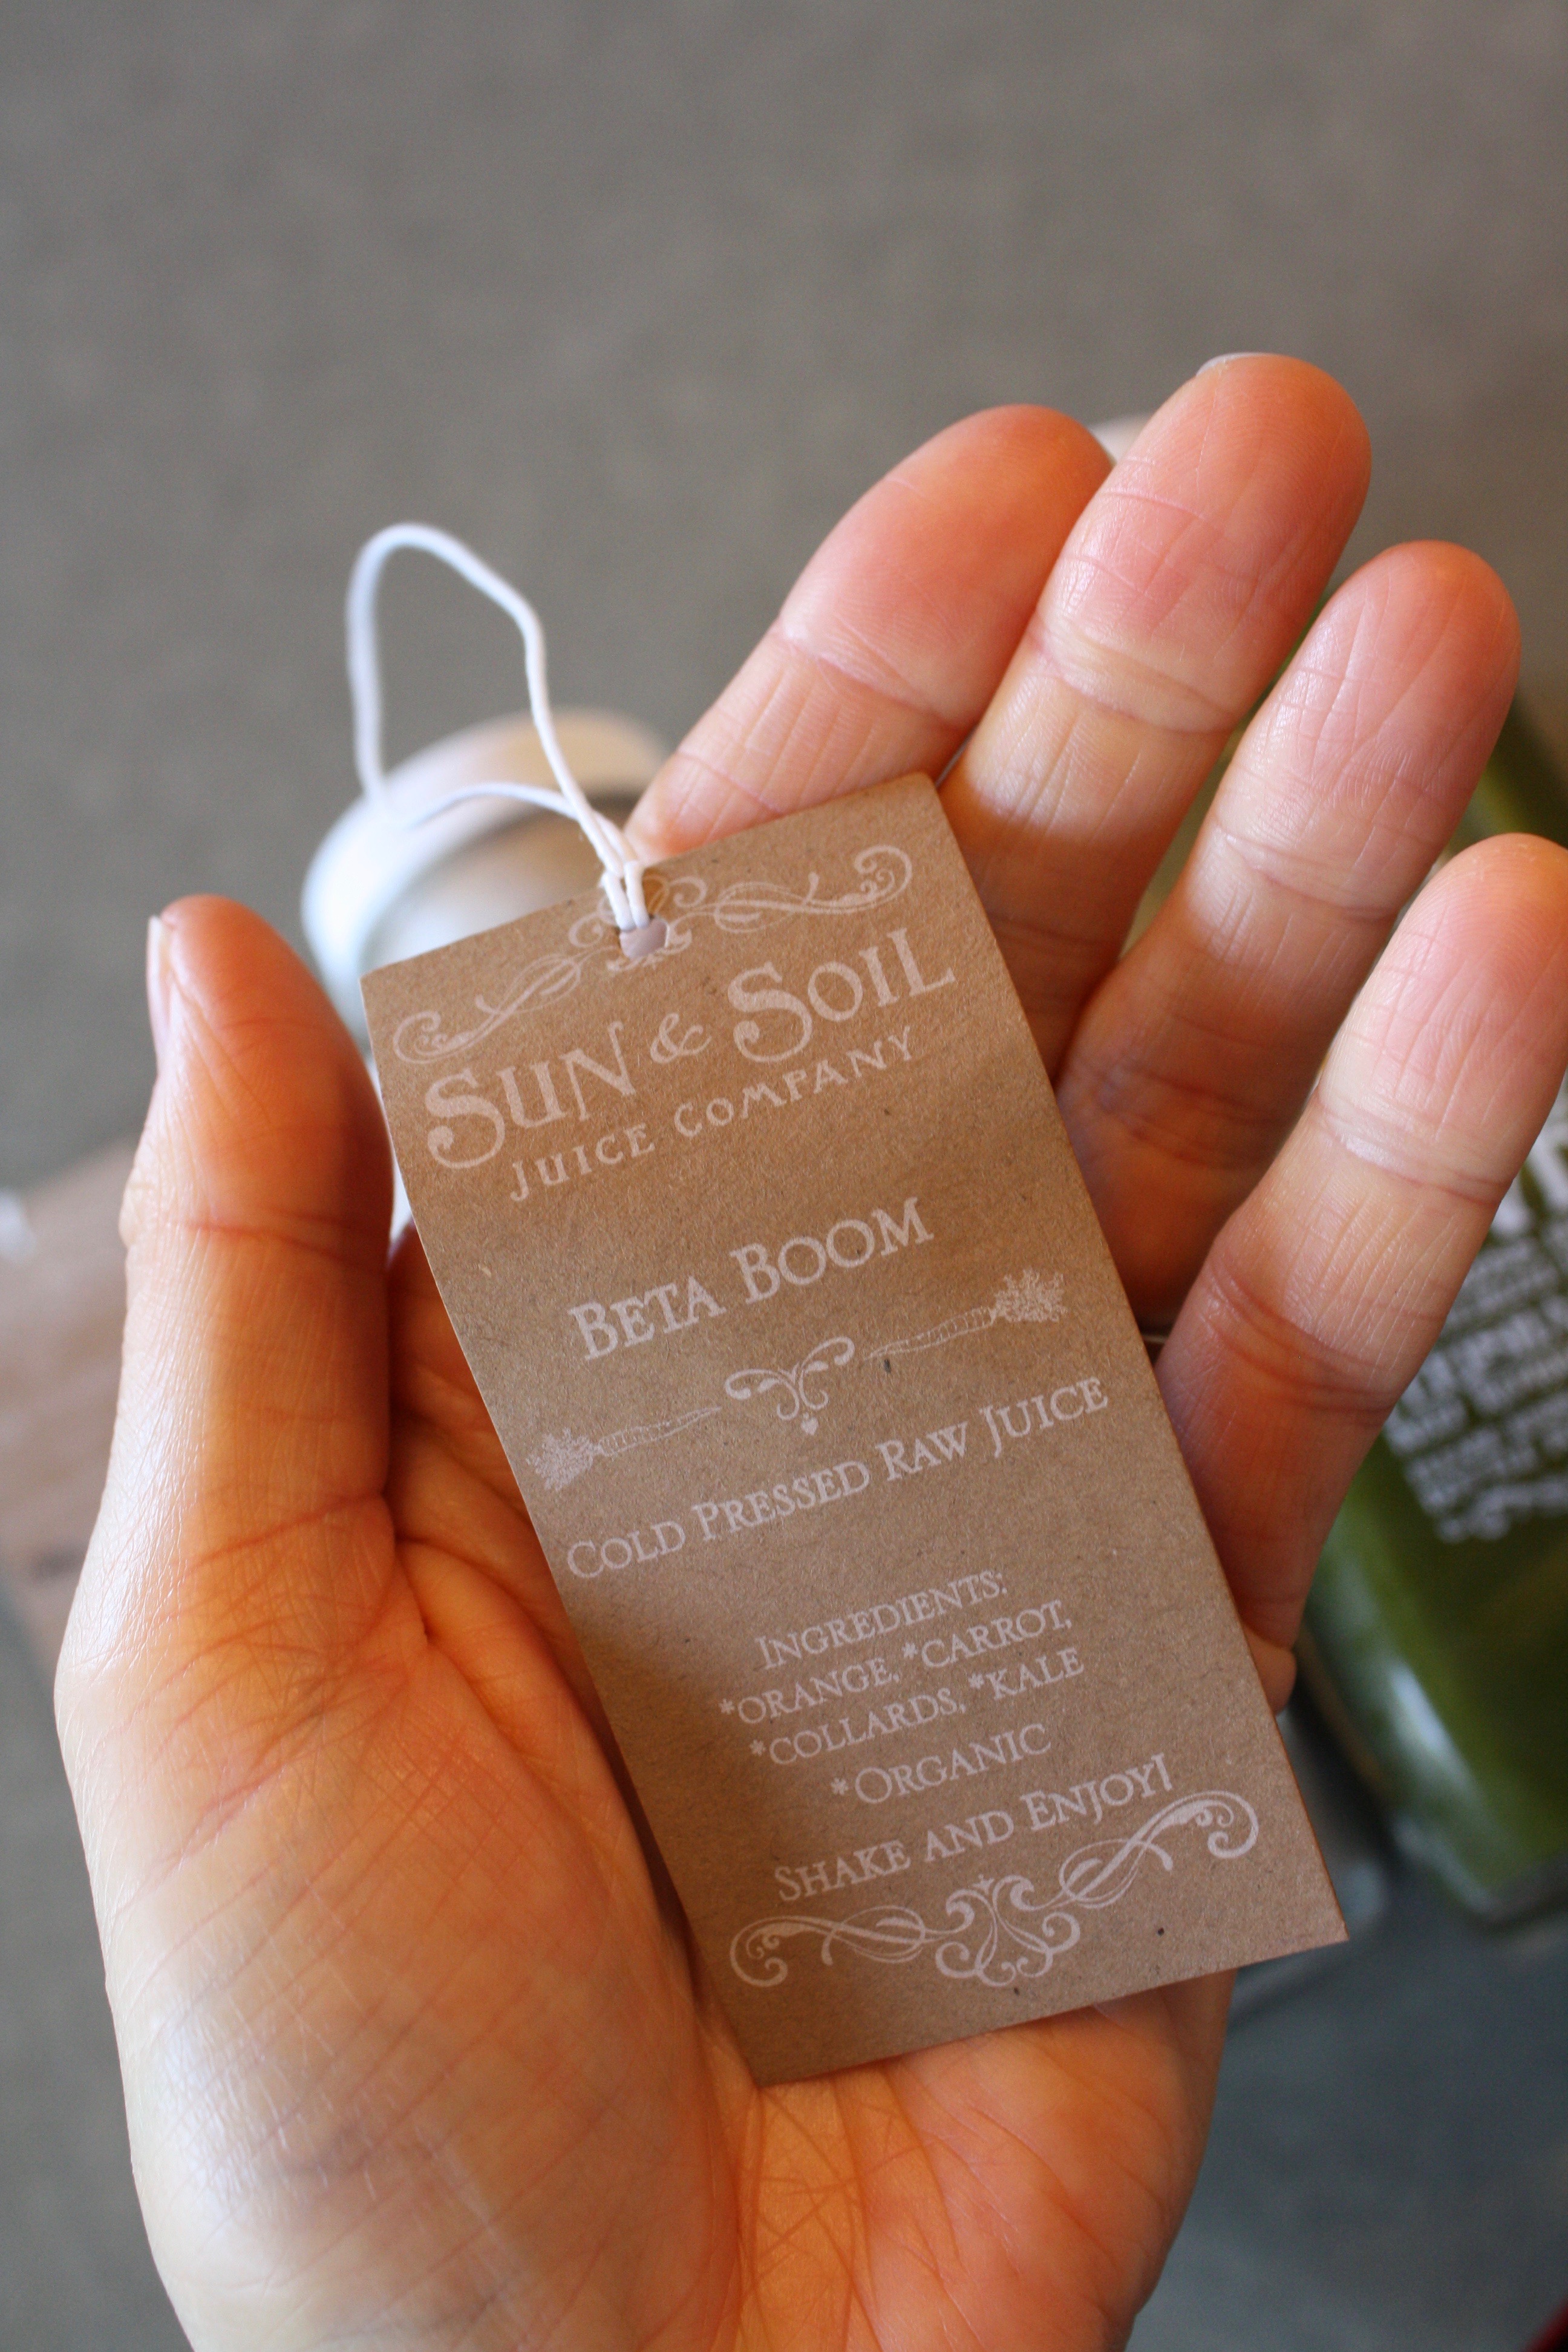 SUN & SOIL
JUICE COMPANY
BETA BOOM
COLD PRESSED RAW JUICE
INGREDIENTS:
*ORANGE, *CARROT,
*COLLARDS, *KALE
*ORGANIC
SHAKE AND ENJOY!